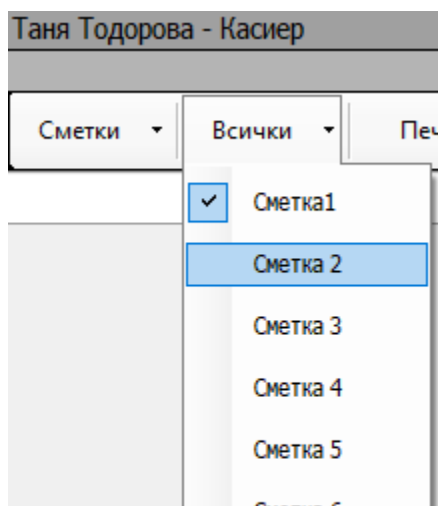 Таня Тодорова - Касиер
Сметки Всички
Сметка1
Сметка 2
Сметка 3
Сметка 4
Сметка 5